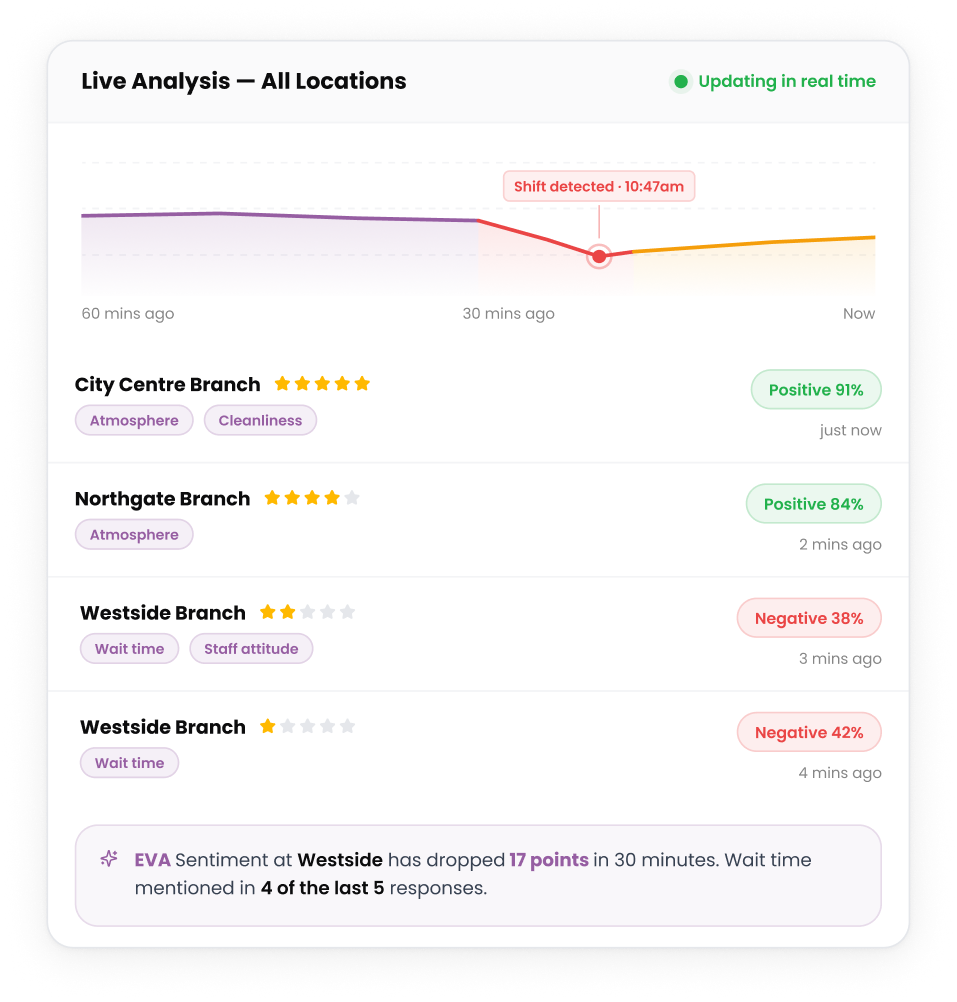 Live Analysis — All Locations
Updating in real time
Shift detected · 10:47am
60 mins ago
30 mins ago
Now
City Centre Branch
Positive 91%
Atmosphere
Cleanliness
just now
Northgate Branch
Positive 84%
Atmosphere
2 mins ago
Westside Branch
Negative 38%
Wait time
Staff attitude
3 mins ago
Westside Branch
Negative 42%
Wait time
4 mins ago
EVA Sentiment at Westside has dropped 17 points in 30 minutes. Wait time
mentioned in 4 of the last 5 responses.